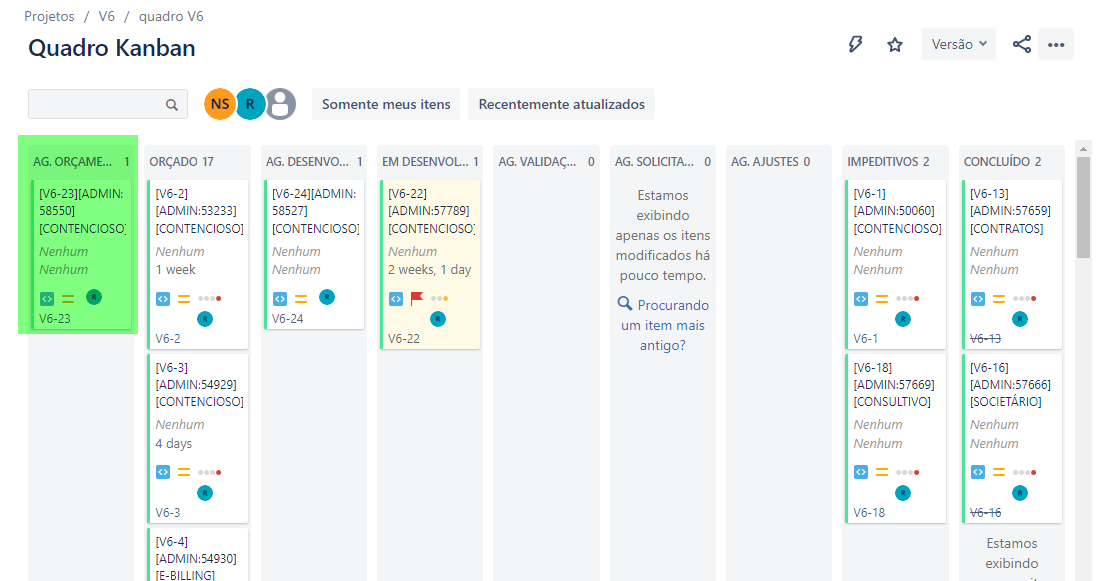 Projetos / V6 / quadro V6
Quadro Kanban
Versão
NS
R
Somente meus itens
Recentemente atualizados
AG. ORÇAME... 1
[V6-23][ADMIN:
58550]
[CONTENCIOSO]
Nenhum
Nenhum
R
V6-23
ORÇADO 17
[V6-2]
[ADMIN:53233]
[CONTENCIOSO]
Nenhum
1 week
R
V6-2
[V6-3]
[ADMIN:54929]
[CONTENCIOSO]
Nenhum
4 days
R
V6-3
[V6-4]
[ADMIN:54930]
[E-BILLING]
AG. DESENVO... 1
[V6-24][ADMIN:
58527]
[CONTENCIOSO]
Nenhum
Nenhum
R
V6-24
EM DESENVOL... 1
[V6-22]
[ADMIN:57789]
[CONTENCIOSO]
Nenhum
2 weeks, 1 day
R
V6-22
AG. VALIDAÇ... 0
AG. SOLICITA... 0
Estamos
exibindo
apenas os itens
modificados há
pouco tempo.
Procurando
um item mais
antigo?
AG. AJUSTES 0
IMPEDITIVOS 2
[V6-1]
[ADMIN:50060]
[CONTENCIOSO]
Nenhum
Nenhum
R
V6-1
[V6-18]
[ADMIN:57669]
[CONSULTIVO]
Nenhum
Nenhum
R
V6-18
CONCLUÍDO 2
[V6-13]
[ADMIN:57659]
[CONTRATOS]
Nenhum
Nenhum
R
V6-13
[V6-16]
[ADMIN:57666]
[SOCIETÁRIO]
Nenhum
Nenhum
R
V6-16
Estamos
exibindo